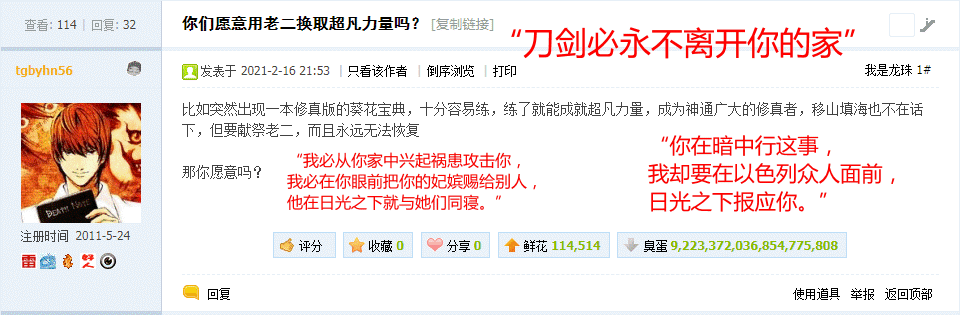 查看: 114 | 回复: 32
你们愿意用老二换取超凡力量吗？ [复制链接]
“刀剑必永不离开你的家”
tgbyhn56
发表于 2021-2-16 21:53 | 只看该作者 | 倒序浏览 | 打印
我是龙珠 1#
比如突然出现一本修真版的葵花宝典，十分容易练，练了就能成就超凡力量，成为神通广大的修真者，移山填海也不在话
下，但要献祭老二，而且永远无法恢复
那你愿意吗？
“我必从你家中兴起祸患攻击你，
我必在你眼前把你的妃嫔赐给别人，
他在日光之下就与她们同寝。”
“你在暗中行这事，
我却要在以色列众人面前，
日光之下报应你。”
DEATH NOTE
注册时间 2011-5-24
雷
好人
评分
收藏 0
分享 0
鲜花 114,514
臭蛋 9,223,372,036,854,775,808
回复
使用道具 举报 返回顶部